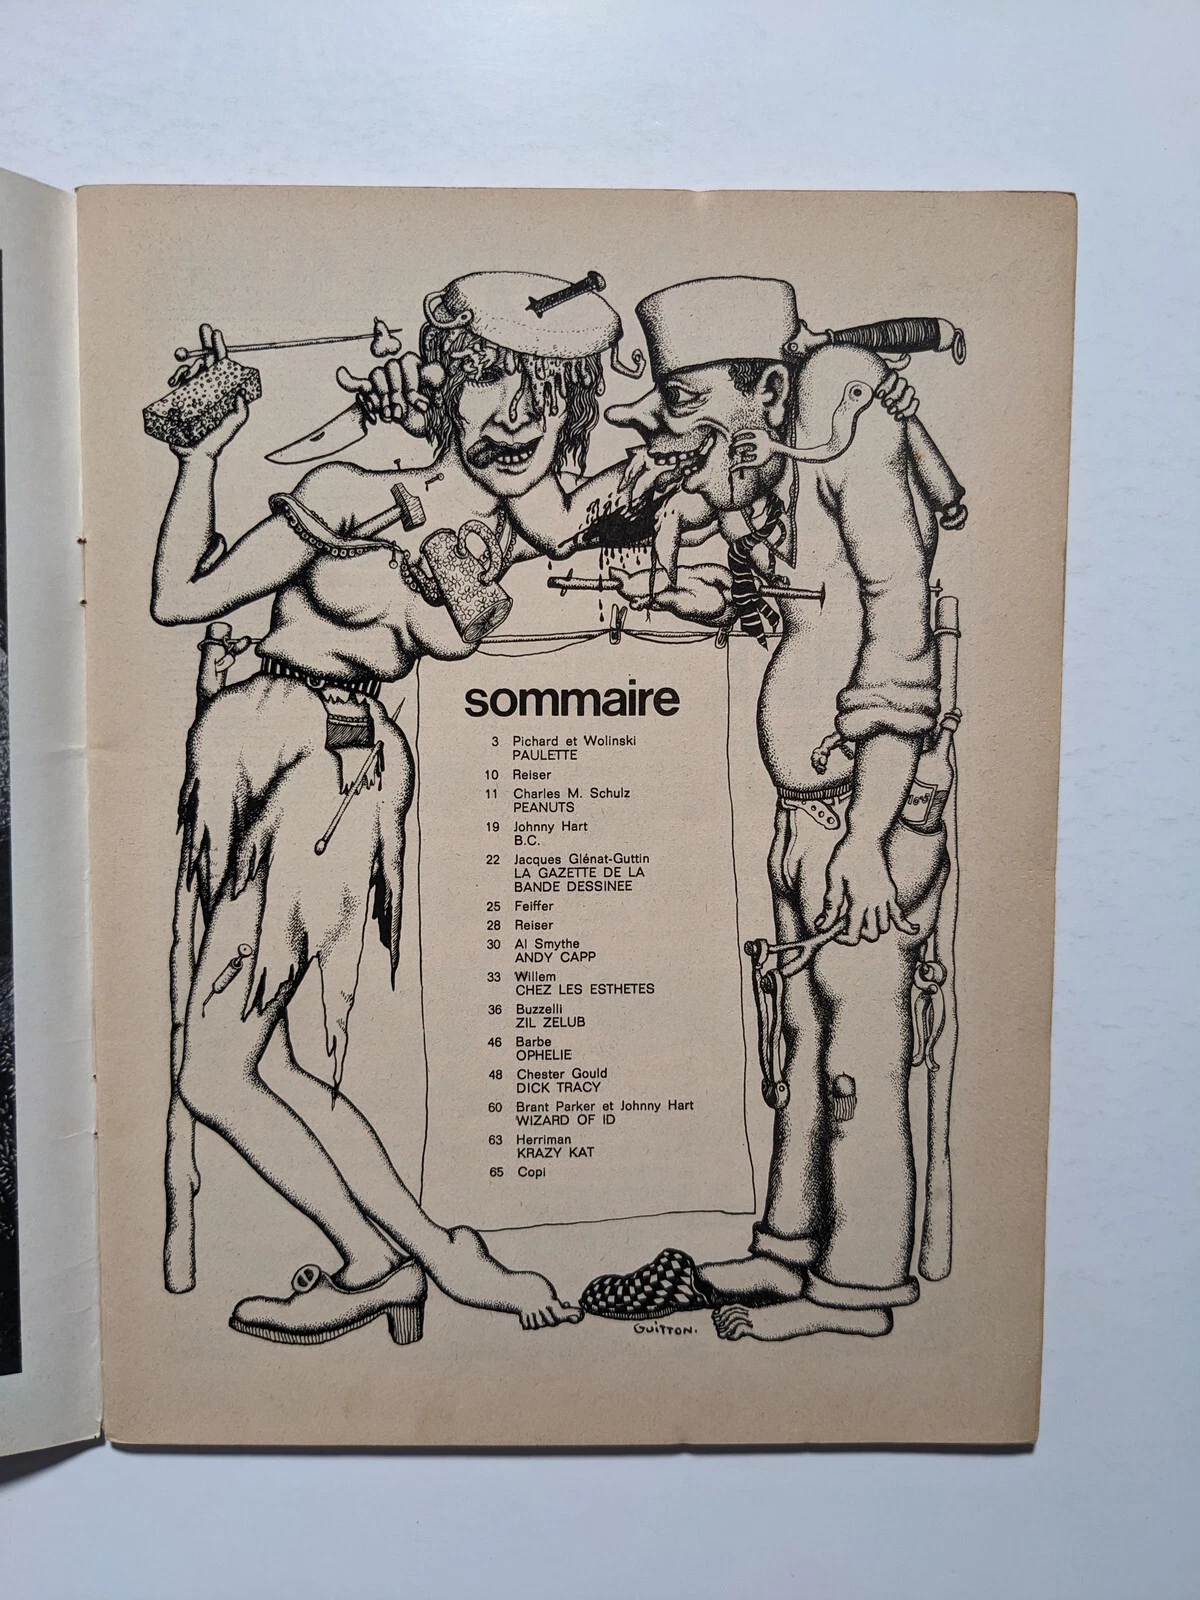 sommaire
3 Pichard et Wolinski
PAULETTE
10 Reiser
11 Charles M. Schulz
PEANUTS
19 Johnny Hart
B.C.
22 Jacques Glénat-Guttin
LA GAZETTE DE LA
BANDE DESSINEE
25 Feiffer
28 Reiser
30 Al Smythe
ANDY CAPP
33 Willem
CHEZ LES ESTHETES
36 Buzzelli
ZIL ZELUB
46 Barbe
OPHELIE
48 Chester Gould
DICK TRACY
60 Brant Parker et Johnny Hart
WIZARD OF ID
63 Herriman
KRAZY KAT
65 Copi
GUITTON.